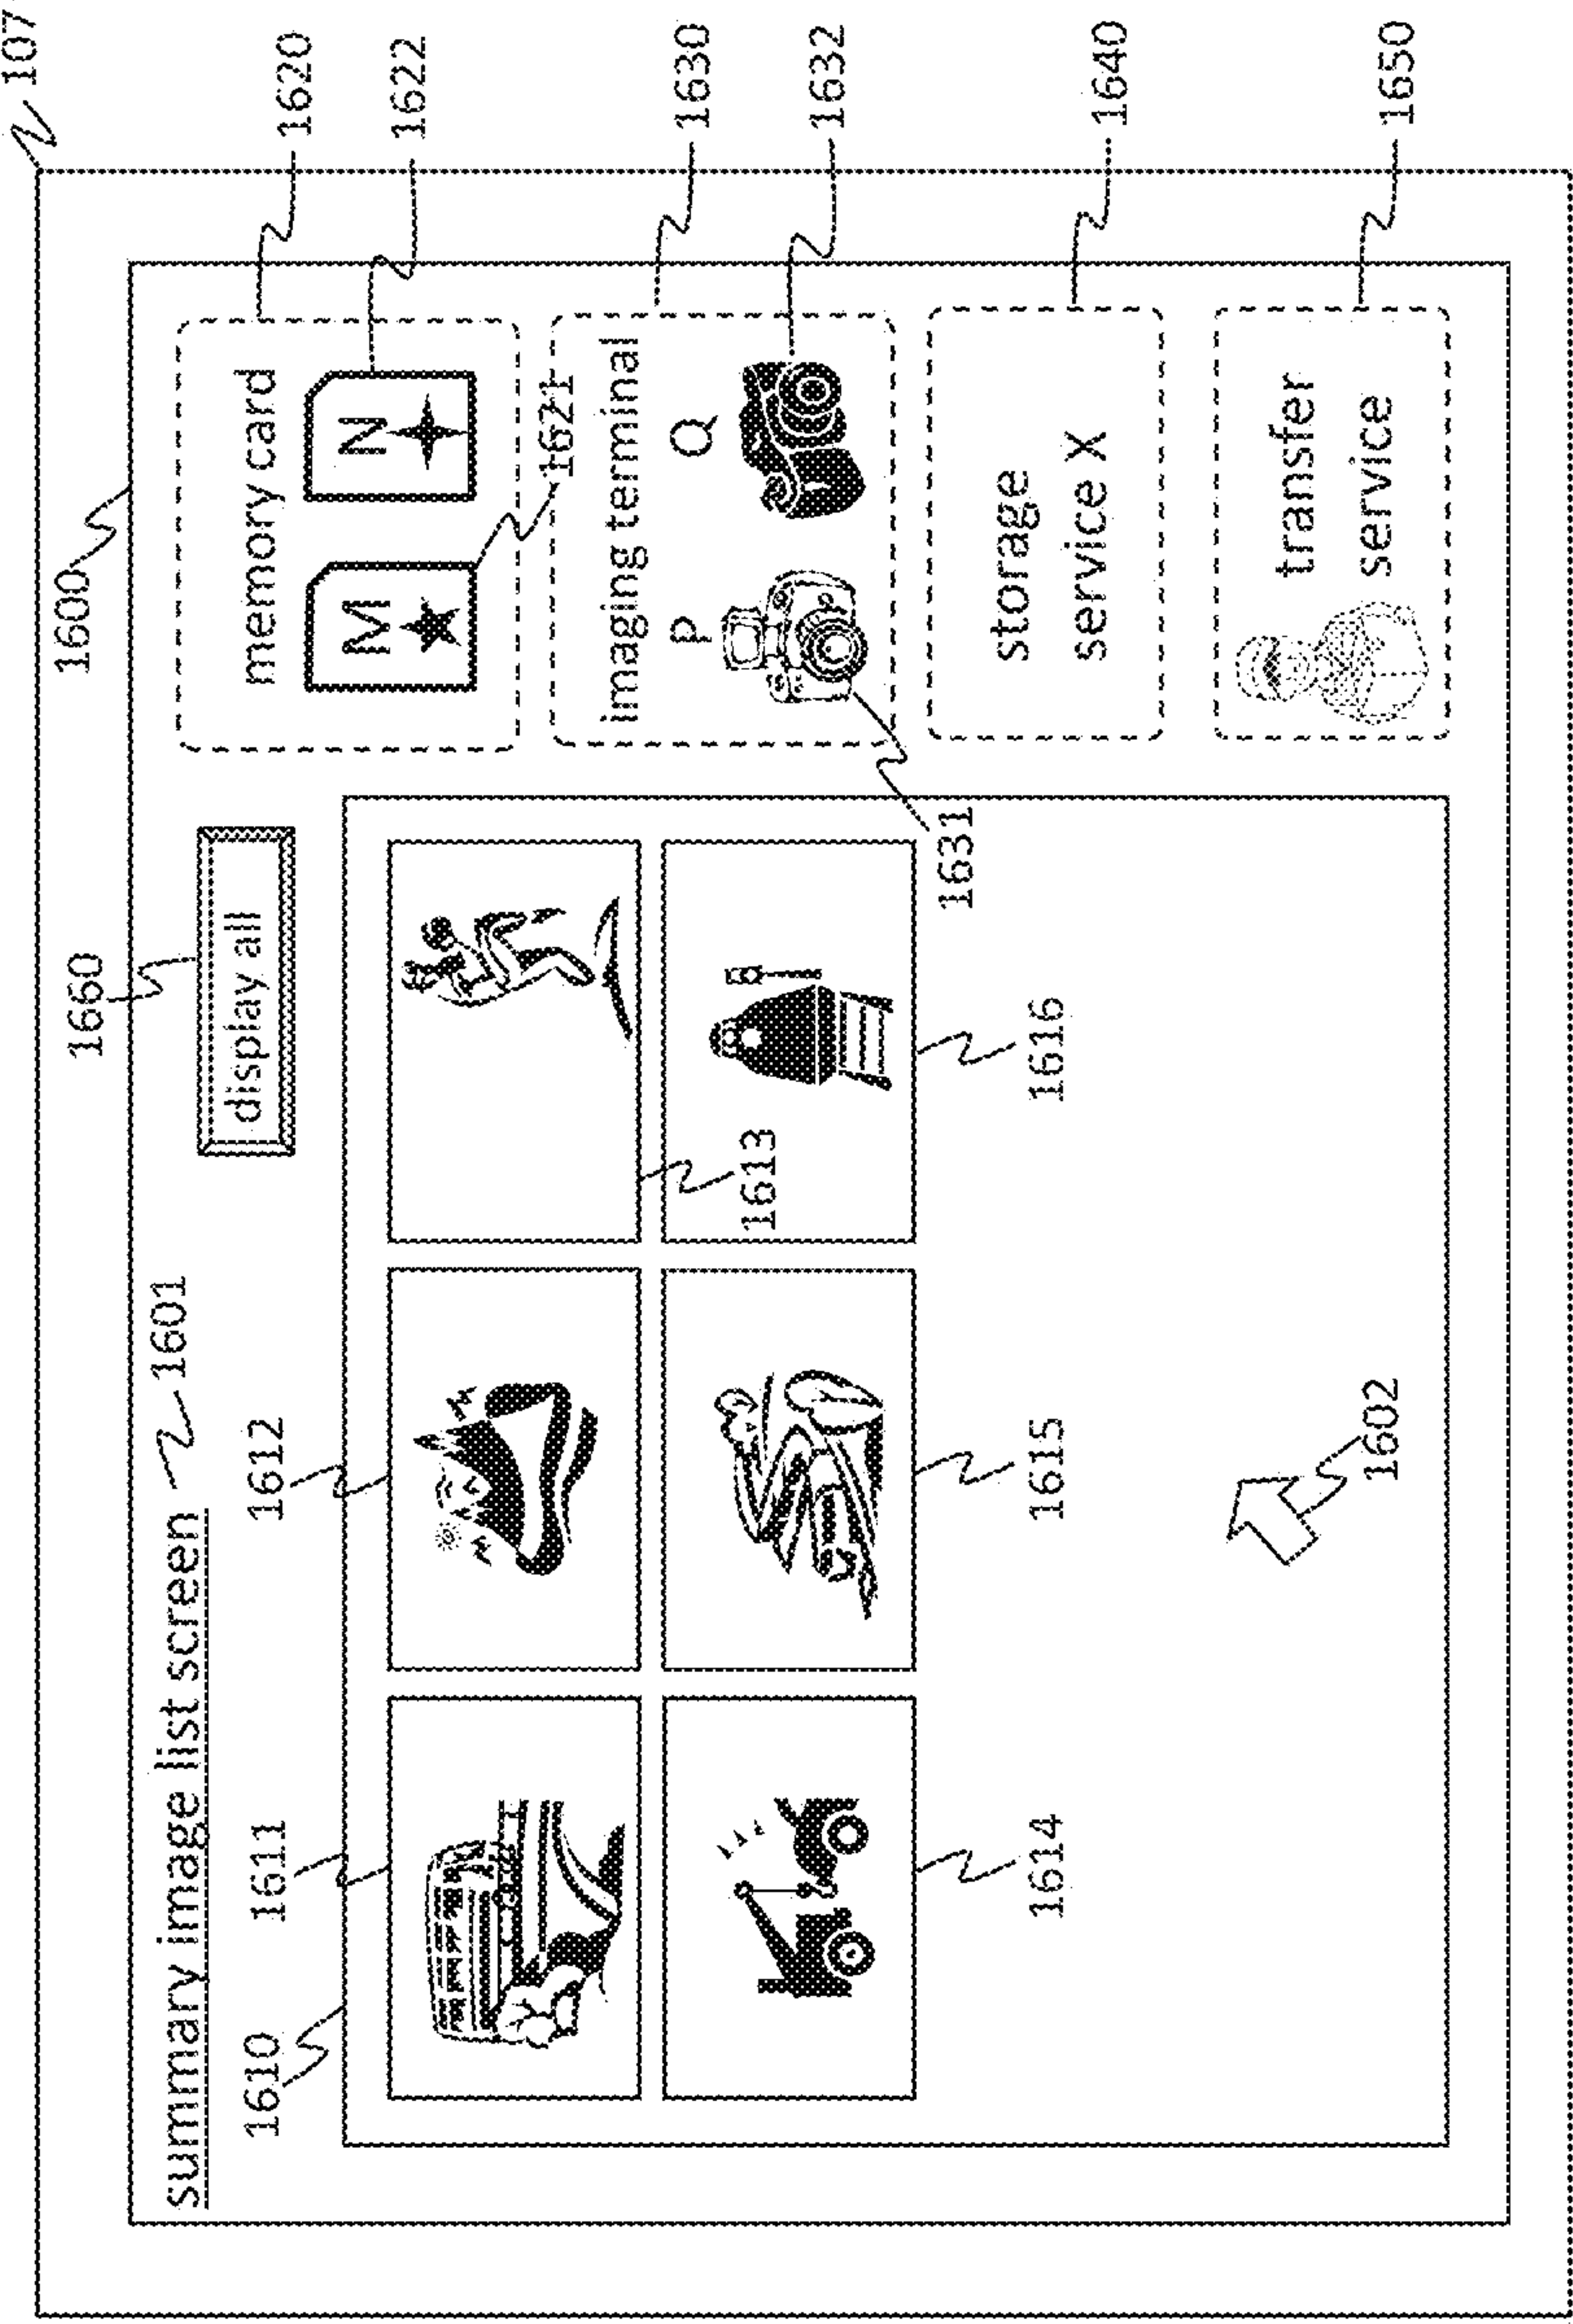 107
1600
1660
summary image list screen
1601
display all
1610
1611
1612
1613
1614
1615
1616
1602
memory card
M
N
1620
1622
1621
imaging terminal
P
Q
1630
1632
1631
storage
service X
1640
transfer
service
1650